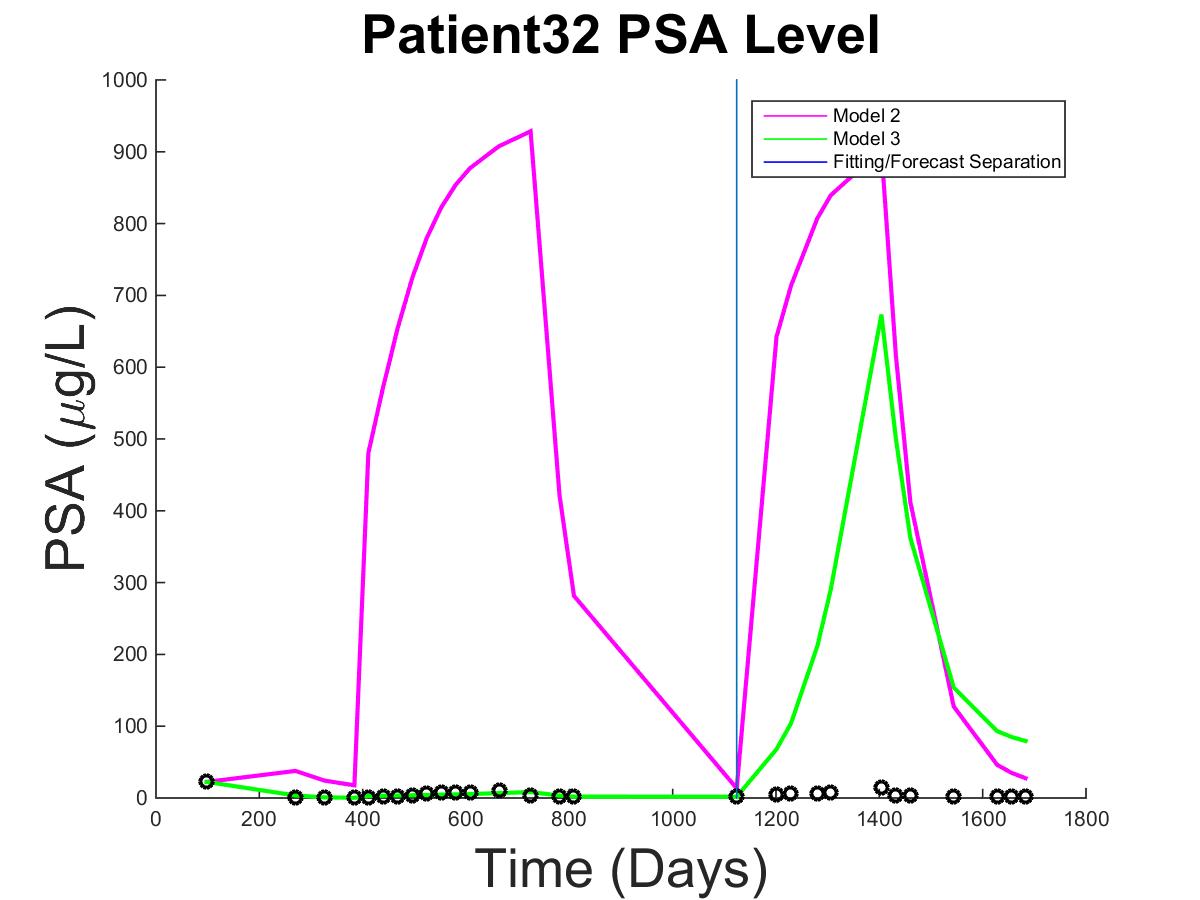 Patient32 PSA Level
1000
900
800
700
600
500
400
300
200
100
0
PSA (μg/L)
Model 2
Model 3
Fitting/Forecast Separation
0 200 400 600 800 1000 1200 1400 1600 1800
Time (Days)